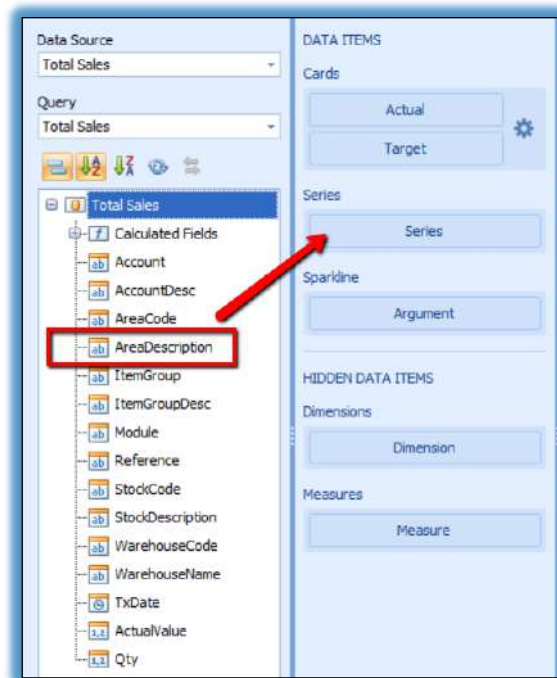 Data Source
Total Sales
Query
Total Sales
Total Sales
Calculated Fields
Account
AccountDesc
AreaCode
AreaDescription
ItemGroup
ItemGroupDesc
Module
Reference
StockCode
StockDescription
WarehouseCode
WarehouseName
TxDate
ActualValue
Qty
DATA ITEMS
Cards
Actual
Target
Series
Series
Sparkline
Argument
HIDDEN DATA ITEMS
Dimensions
Dimension
Measures
Measure